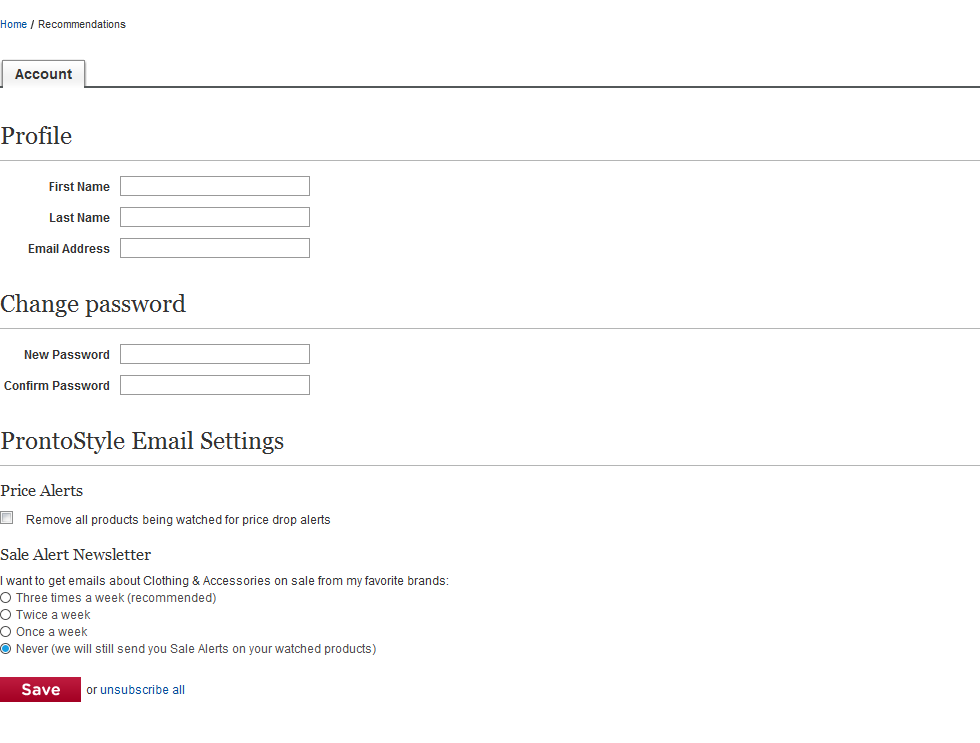 Home / Recommendations
Account
Profile
First Name
Last Name
Email Address
Change password
New Password
Confirm Password
ProntoStyle Email Settings
Price Alerts
Remove all products being watched for price drop alerts
Sale Alert Newsletter
I want to get emails about Clothing & Accessories on sale from my favorite brands:
Three times a week (recommended)
Twice a week
Once a week
Never (we will still send you Sale Alerts on your watched products)
Save or unsubscribe all